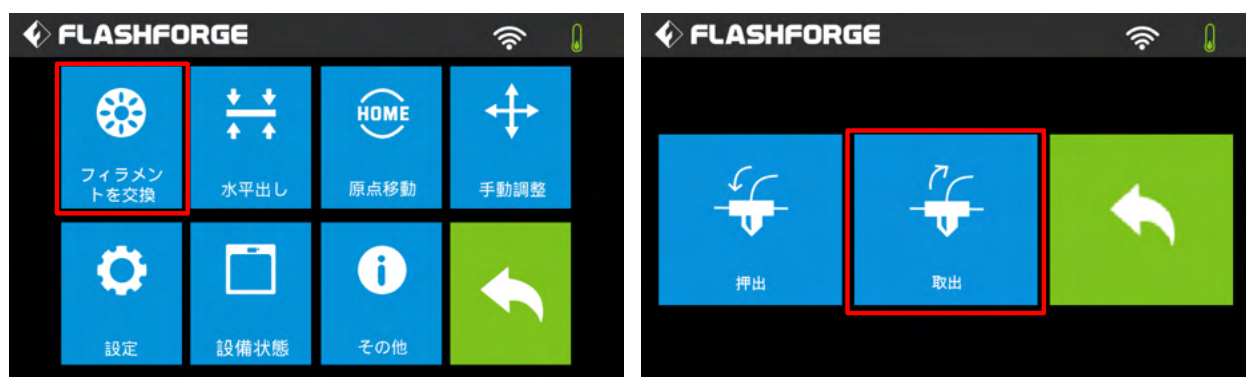 FLASHFORGE
フィラメン
トを交換
水平出し
HOME
原点移動
手動調整
設定
設備状態
その他
FLASHFORGE
押出
取出